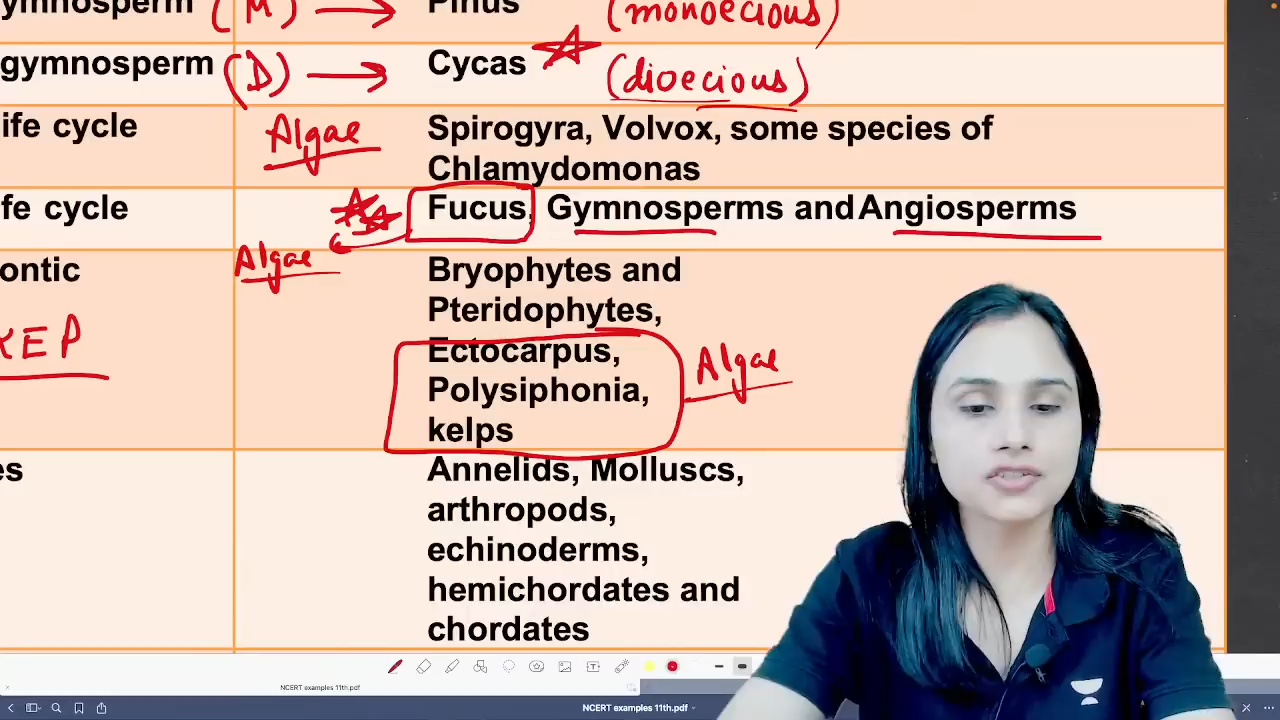 ymnosperm (M) → Pinus (monoecious)
gymnosperm (D) → Cycas (dioecious)
ife cycle Algae Spirogyra, Volvox, some species of
Chlamydomonas
fe cycle Fucus, Gymnosperms and Angiosperms
Algae
ontic Bryophytes and
Pteridophytes,
KEP
Ectocarpus,
Polysiphonia, Algae
kelps
es Annelids, Molluscs,
arthropods,
echinoderms,
hemichordates and
chordates
NCERT examples 11th.pdf
NCERT examples 11th.pdf